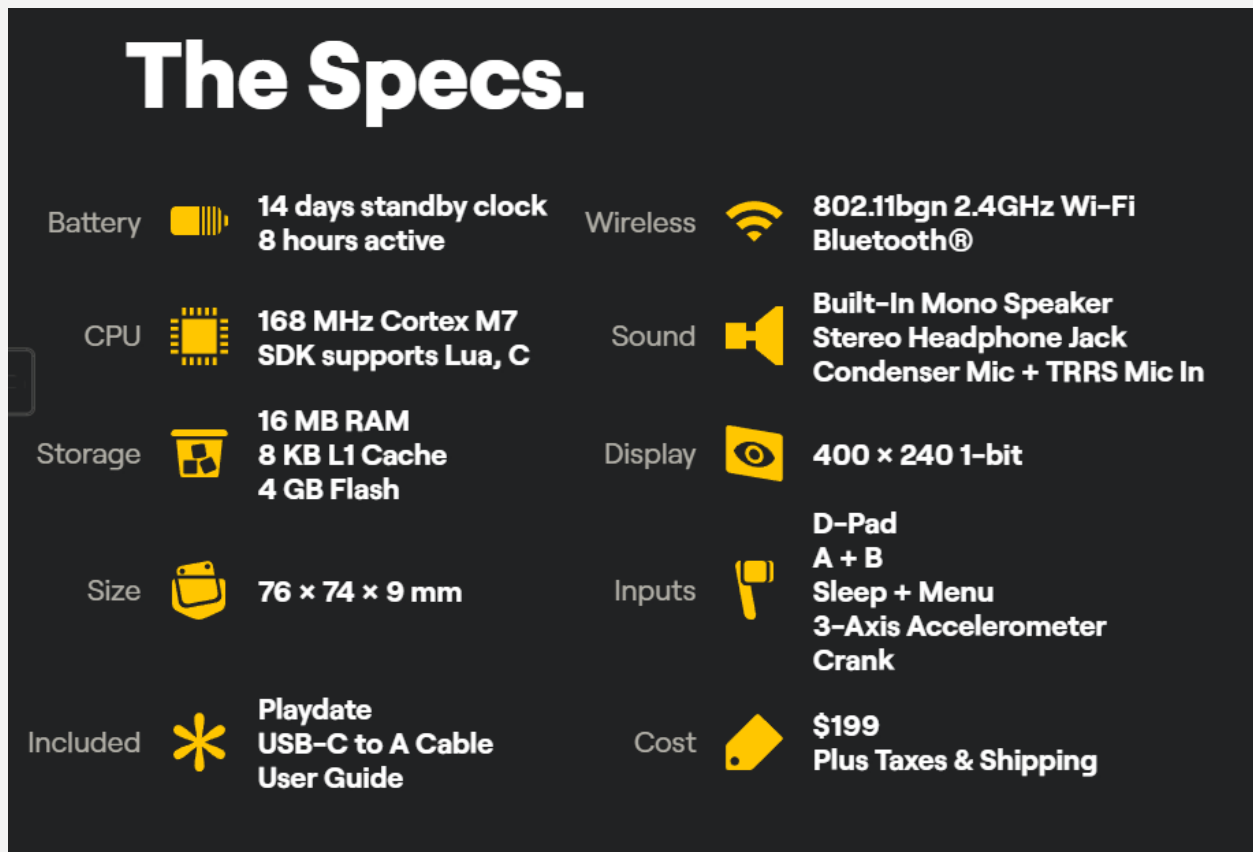 The Specs.
Battery
14 days standby clock
8 hours active
Wireless
802.11bgn 2.4GHz Wi-Fi
Bluetooth®
CPU
168 MHz Cortex M7
SDK supports Lua, C
Sound
Built-In Mono Speaker
Stereo Headphone Jack
Condenser Mic + TRRS Mic In
Storage
16 MB RAM
8 KB L1 Cache
4 GB Flash
Display
400 × 240 1-bit
Size
76 × 74 × 9 mm
Inputs
D-Pad
A + B
Sleep + Menu
3-Axis Accelerometer
Crank
Included
Playdate
USB-C to A Cable
User Guide
Cost
$199
Plus Taxes & Shipping